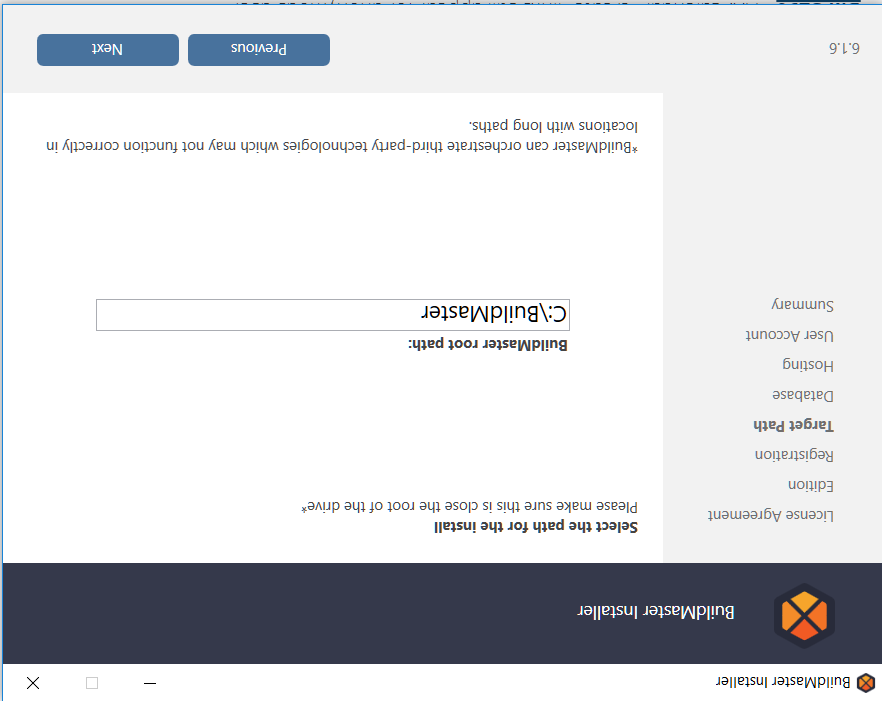 BuildMaster Installer
BuildMaster Installer
License Agreement
Edition
Registration
Target Path
Database
Hosting
User Account
Summary
Select the path for the install
Please make sure this is close the root of the drive*
BuildMaster root path:
C:\BuildMaster
*BuildMaster can orchestrate third-party technologies which may not function correctly in
locations with long paths.
6.1.6
Previous
Next